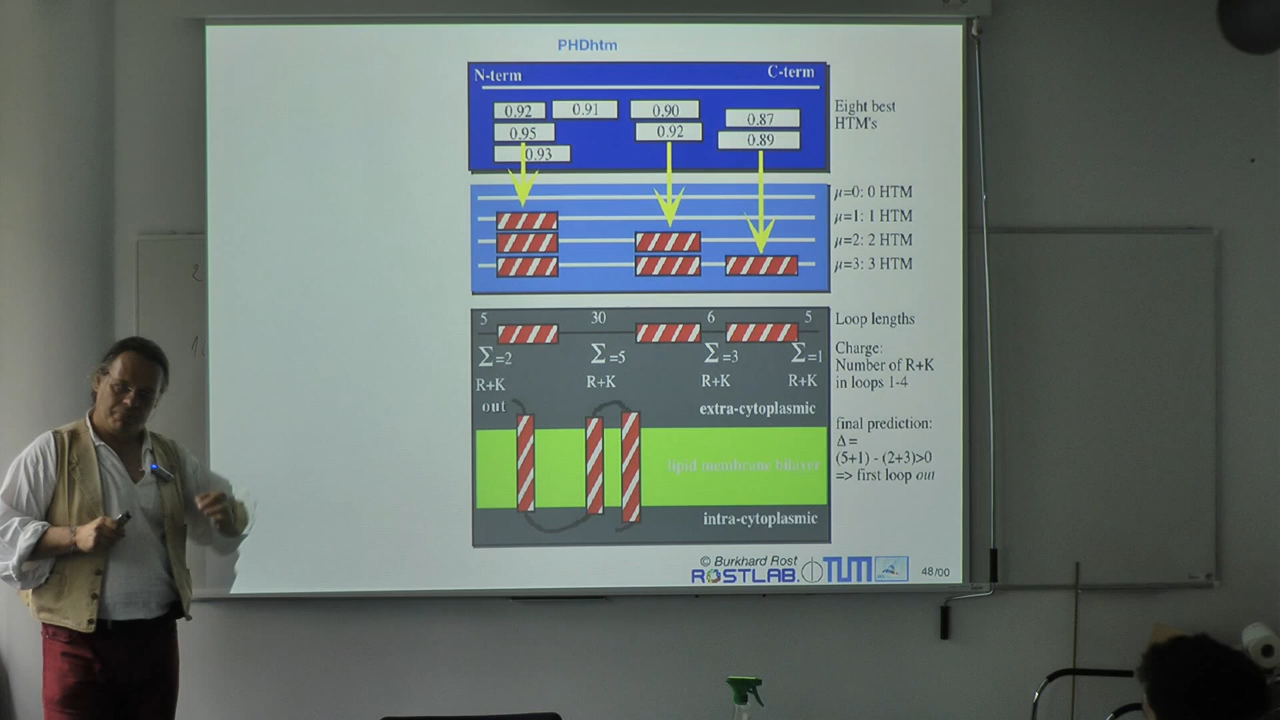 PHDhtm
N-term
C-term
0.92
0.91
0.90
0.87
0.95
0.92
0.89
0.93
Eight best
HTM's
μ=0: 0 HTM
μ=1: 1 HTM
μ=2: 2 HTM
μ=3: 3 HTM
5
30
6
5
Loop lengths
Σ=2
Σ=5
Σ=3
Σ=1
R+K
R+K
R+K
R+K
Charge:
Number of R+K
in loops 1-4
out
extra-cytoplasmic
lipid membrane bilayer
intra-cytoplasmic
final prediction:
Δ =
(5+1) - (2+3)>0
=> first loop out
© Burkhard Rost
ROSTLAB
TUM
48/00